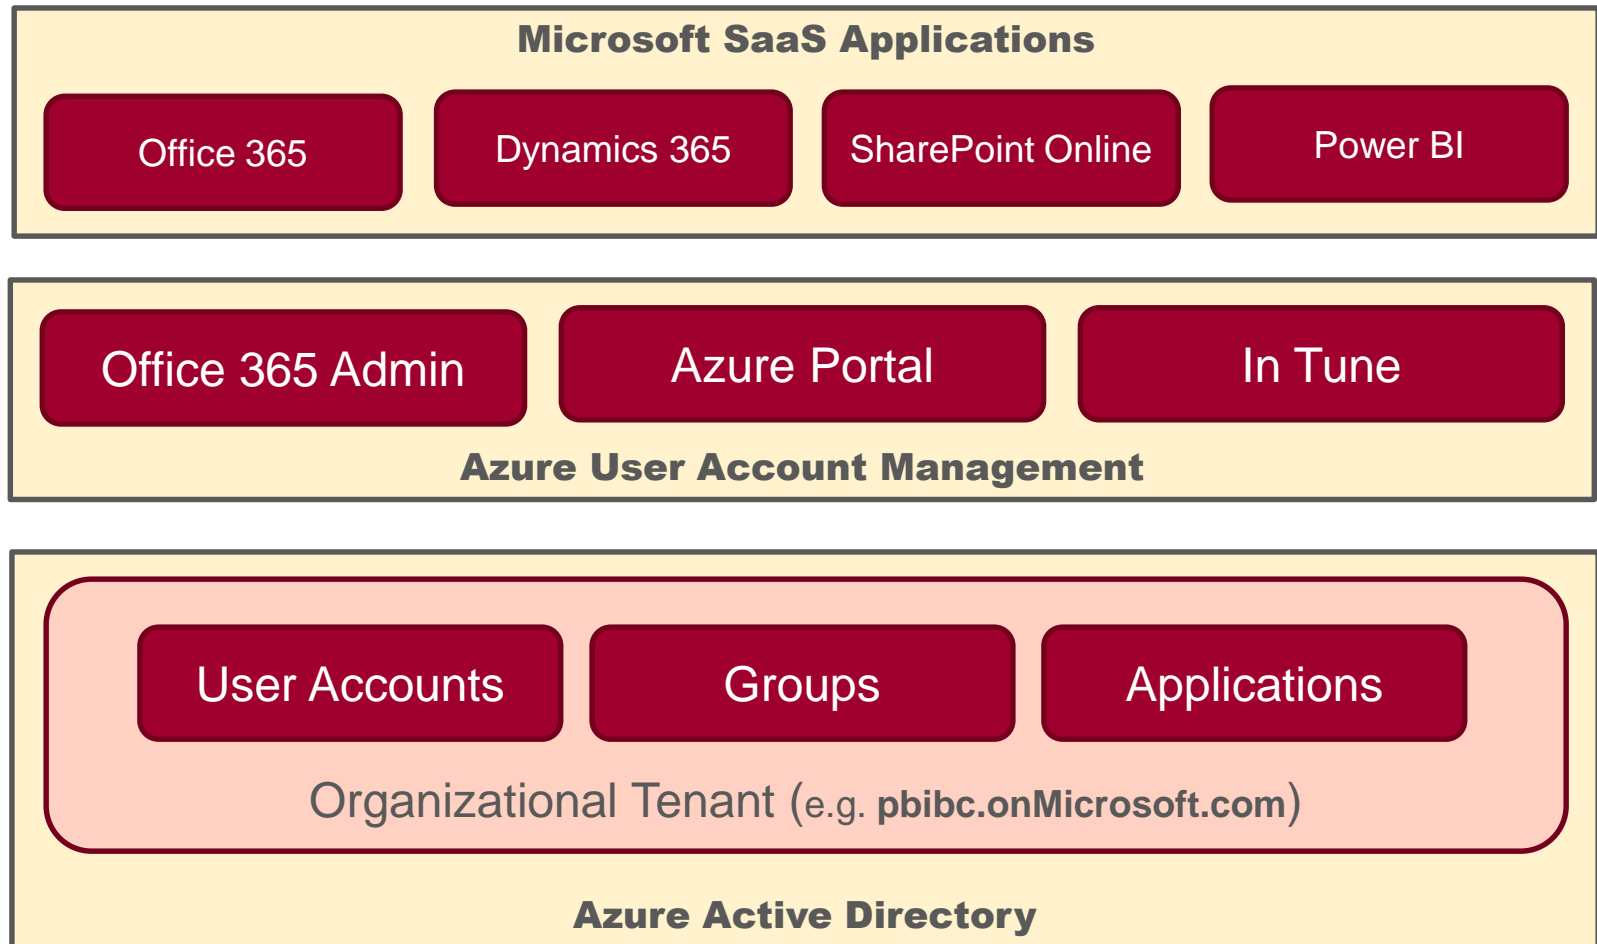 Microsoft SaaS Applications
Office 365
Dynamics 365
SharePoint Online
Power BI
Office 365 Admin
Azure Portal
In Tune
Azure User Account Management
User Accounts
Groups
Applications
Organizational Tenant (e.g. pbibc.onMicrosoft.com)
Azure Active Directory